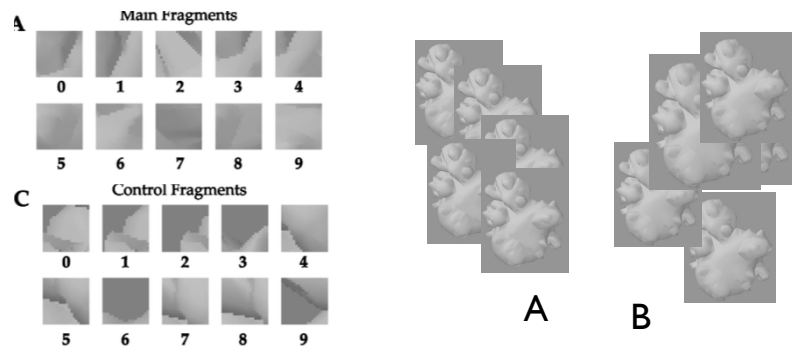 A
Main Fragments
0 1 2 3 4
5 6 7 8 9
C
Control Fragments
0 1 2 3 4
5 6 7 8 9
A
B